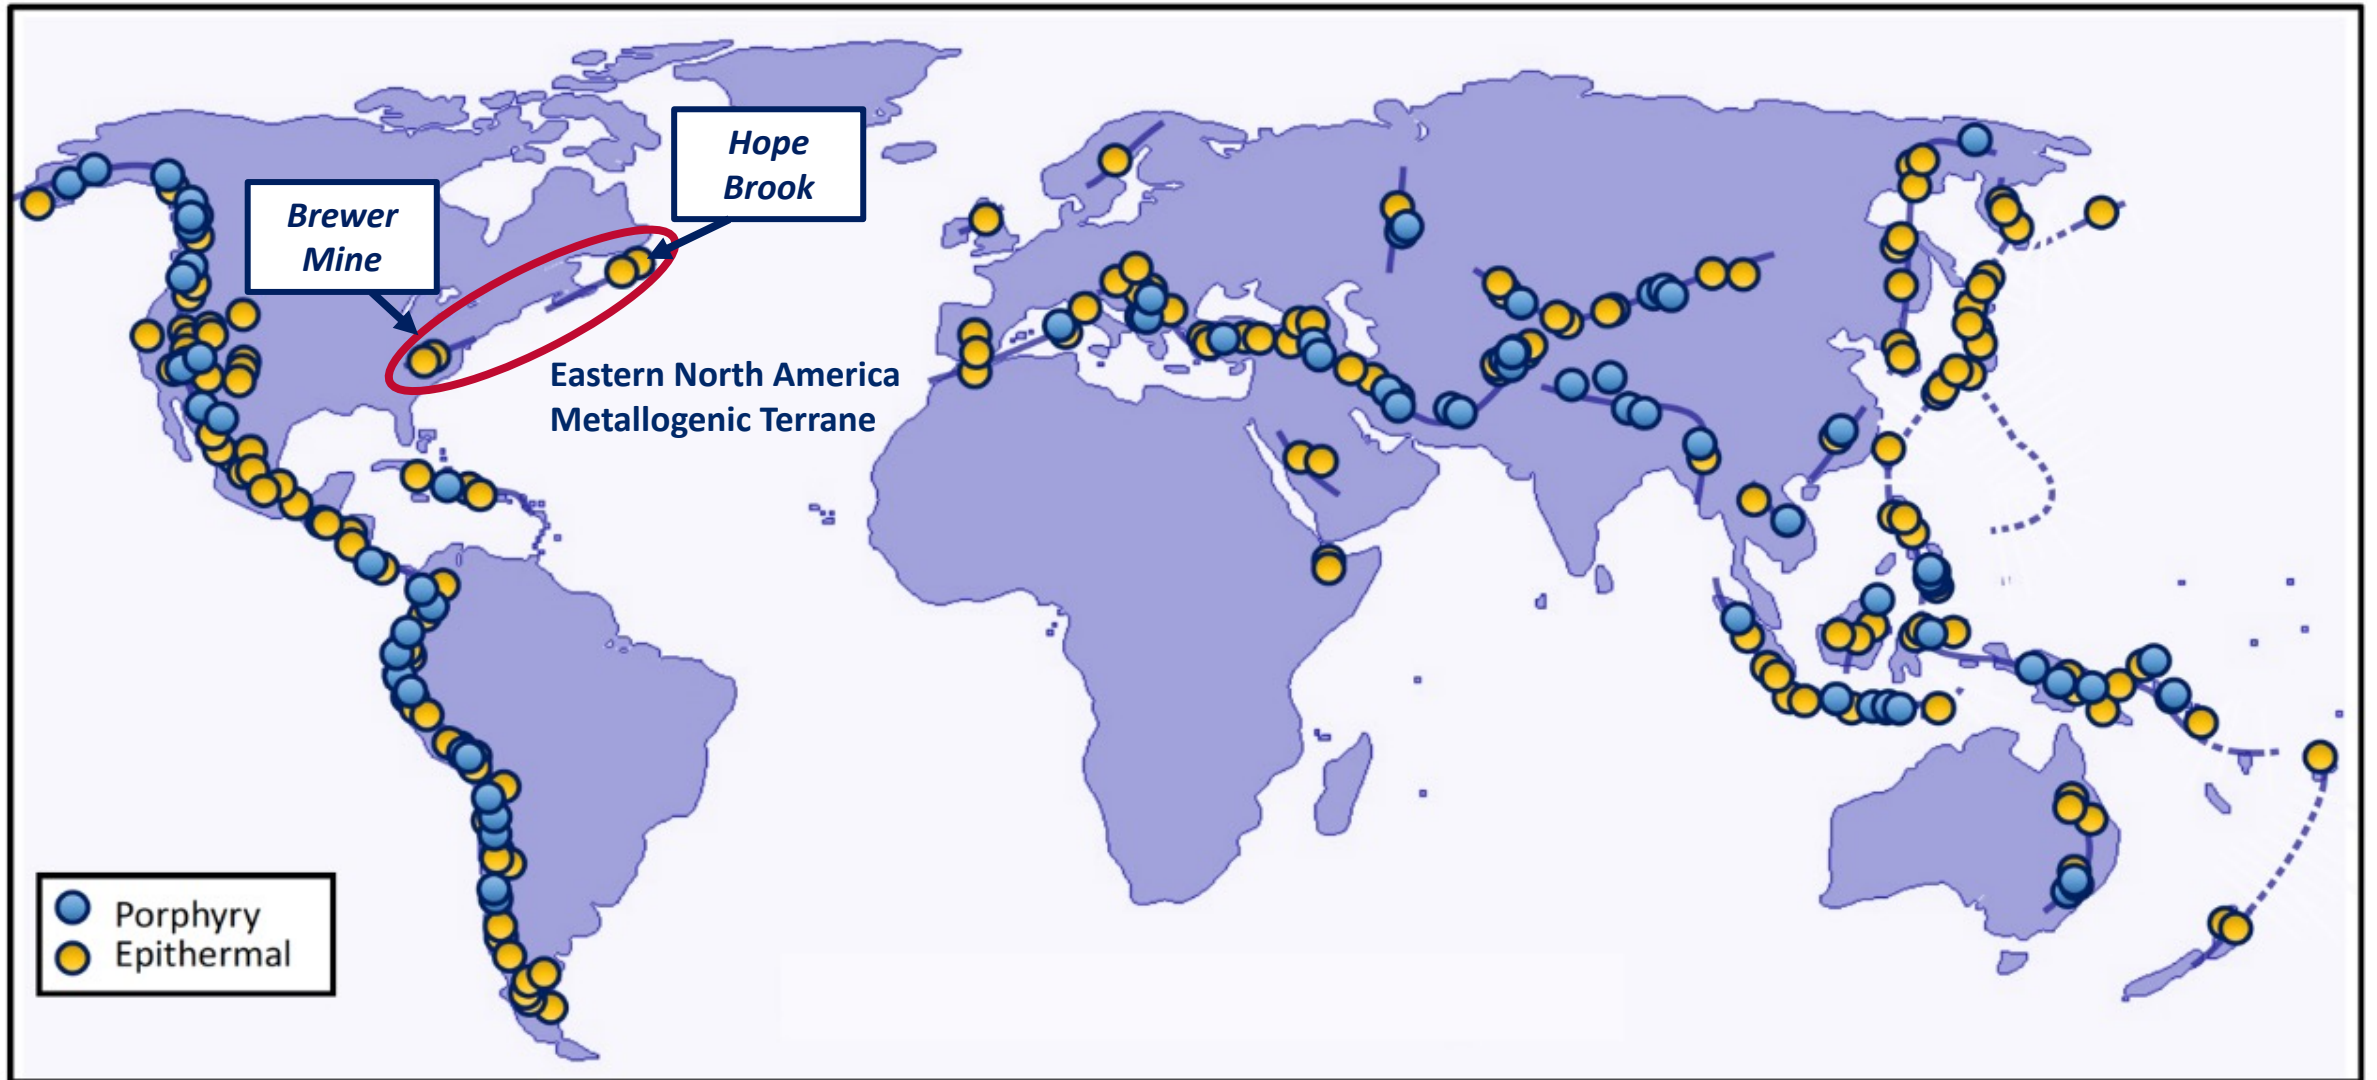 Hope
Brook
Brewer
Mine
Eastern North America
Metallogenic Terrane
Porphyry
Epithermal